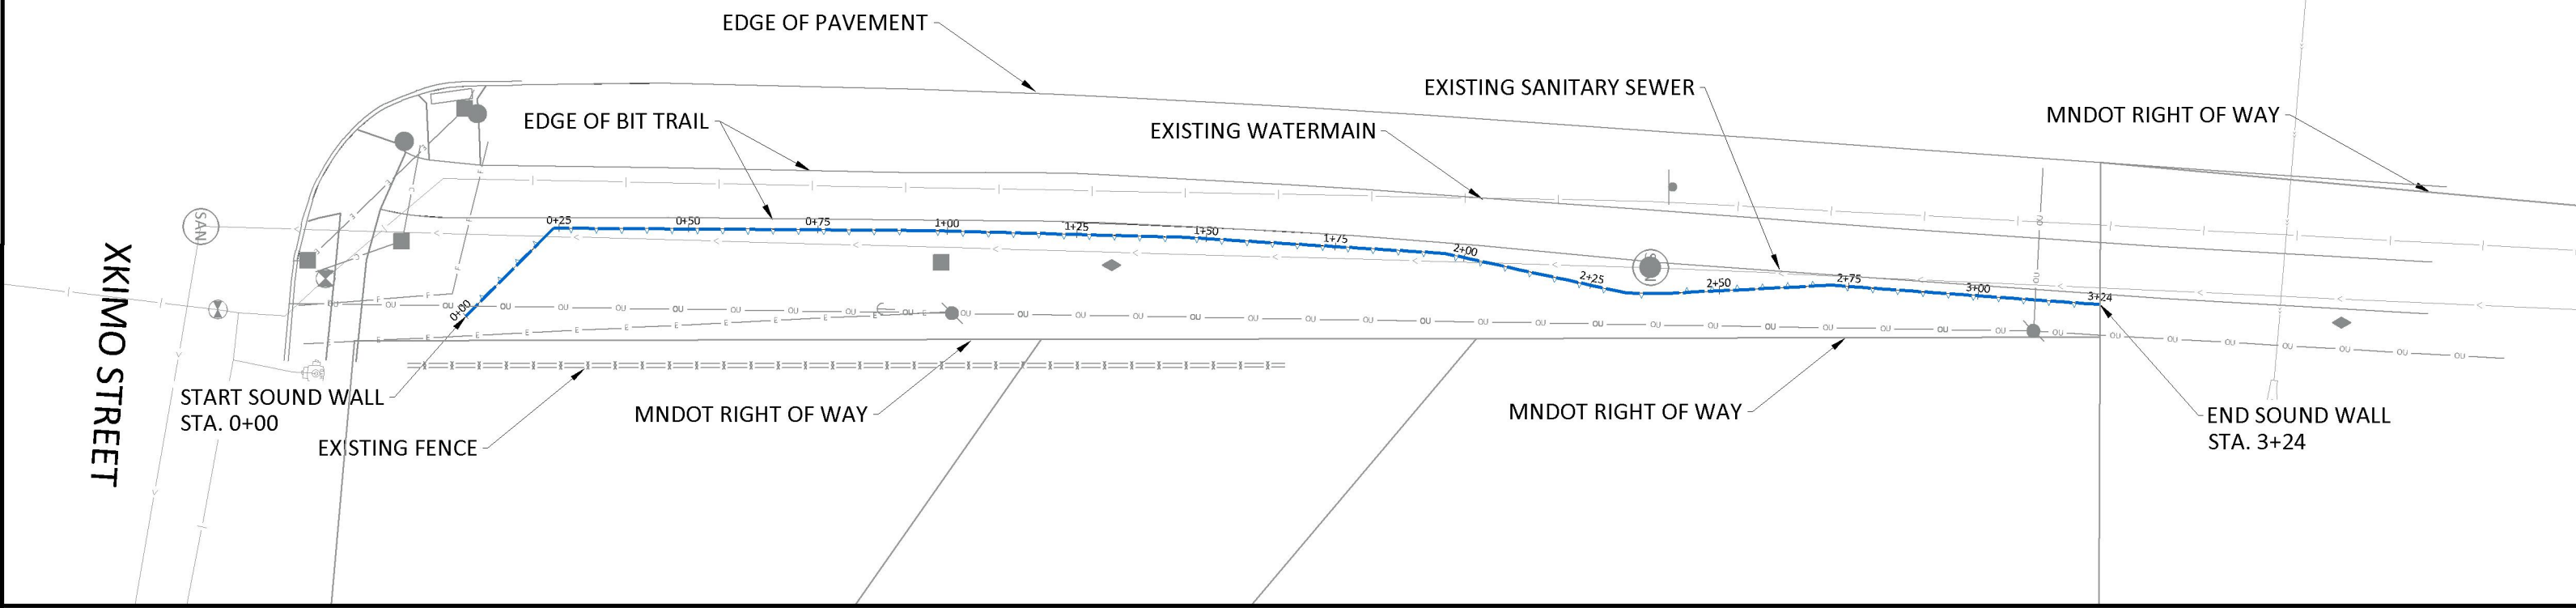 EDGE OF PAVEMENT
EXISTING SANITARY SEWER
MNDOT RIGHT OF WAY
EDGE OF BIT TRAIL
EXISTING WATERMAIN
SAN
0+00
0+25
0+50
0+75
1+00
1+25
1+50
1+75
2+00
2+25
2+50
2+75
3+00
3+24
XKIMO STREET
START SOUND WALL
STA. 0+00
EXISTING FENCE
MNDOT RIGHT OF WAY
MNDOT RIGHT OF WAY
END SOUND WALL
STA. 3+24